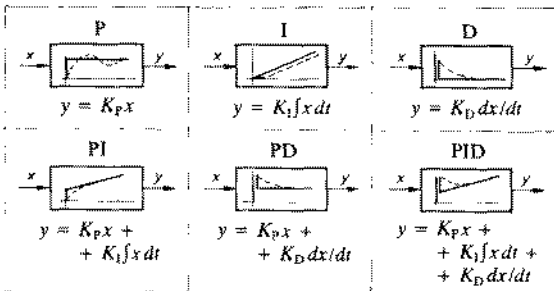 P
x y
y = K_P x
I
x y
y = K_I ∫x dt
D
x y
y = K_D dx/dt
PI
x y
y = K_P x +
+ K_I ∫x dt
PD
x y
y = K_P x +
+ K_D dx/dt
PID
x y
y = K_P x +
+ K_I ∫x dt +
+ K_D dx/dt